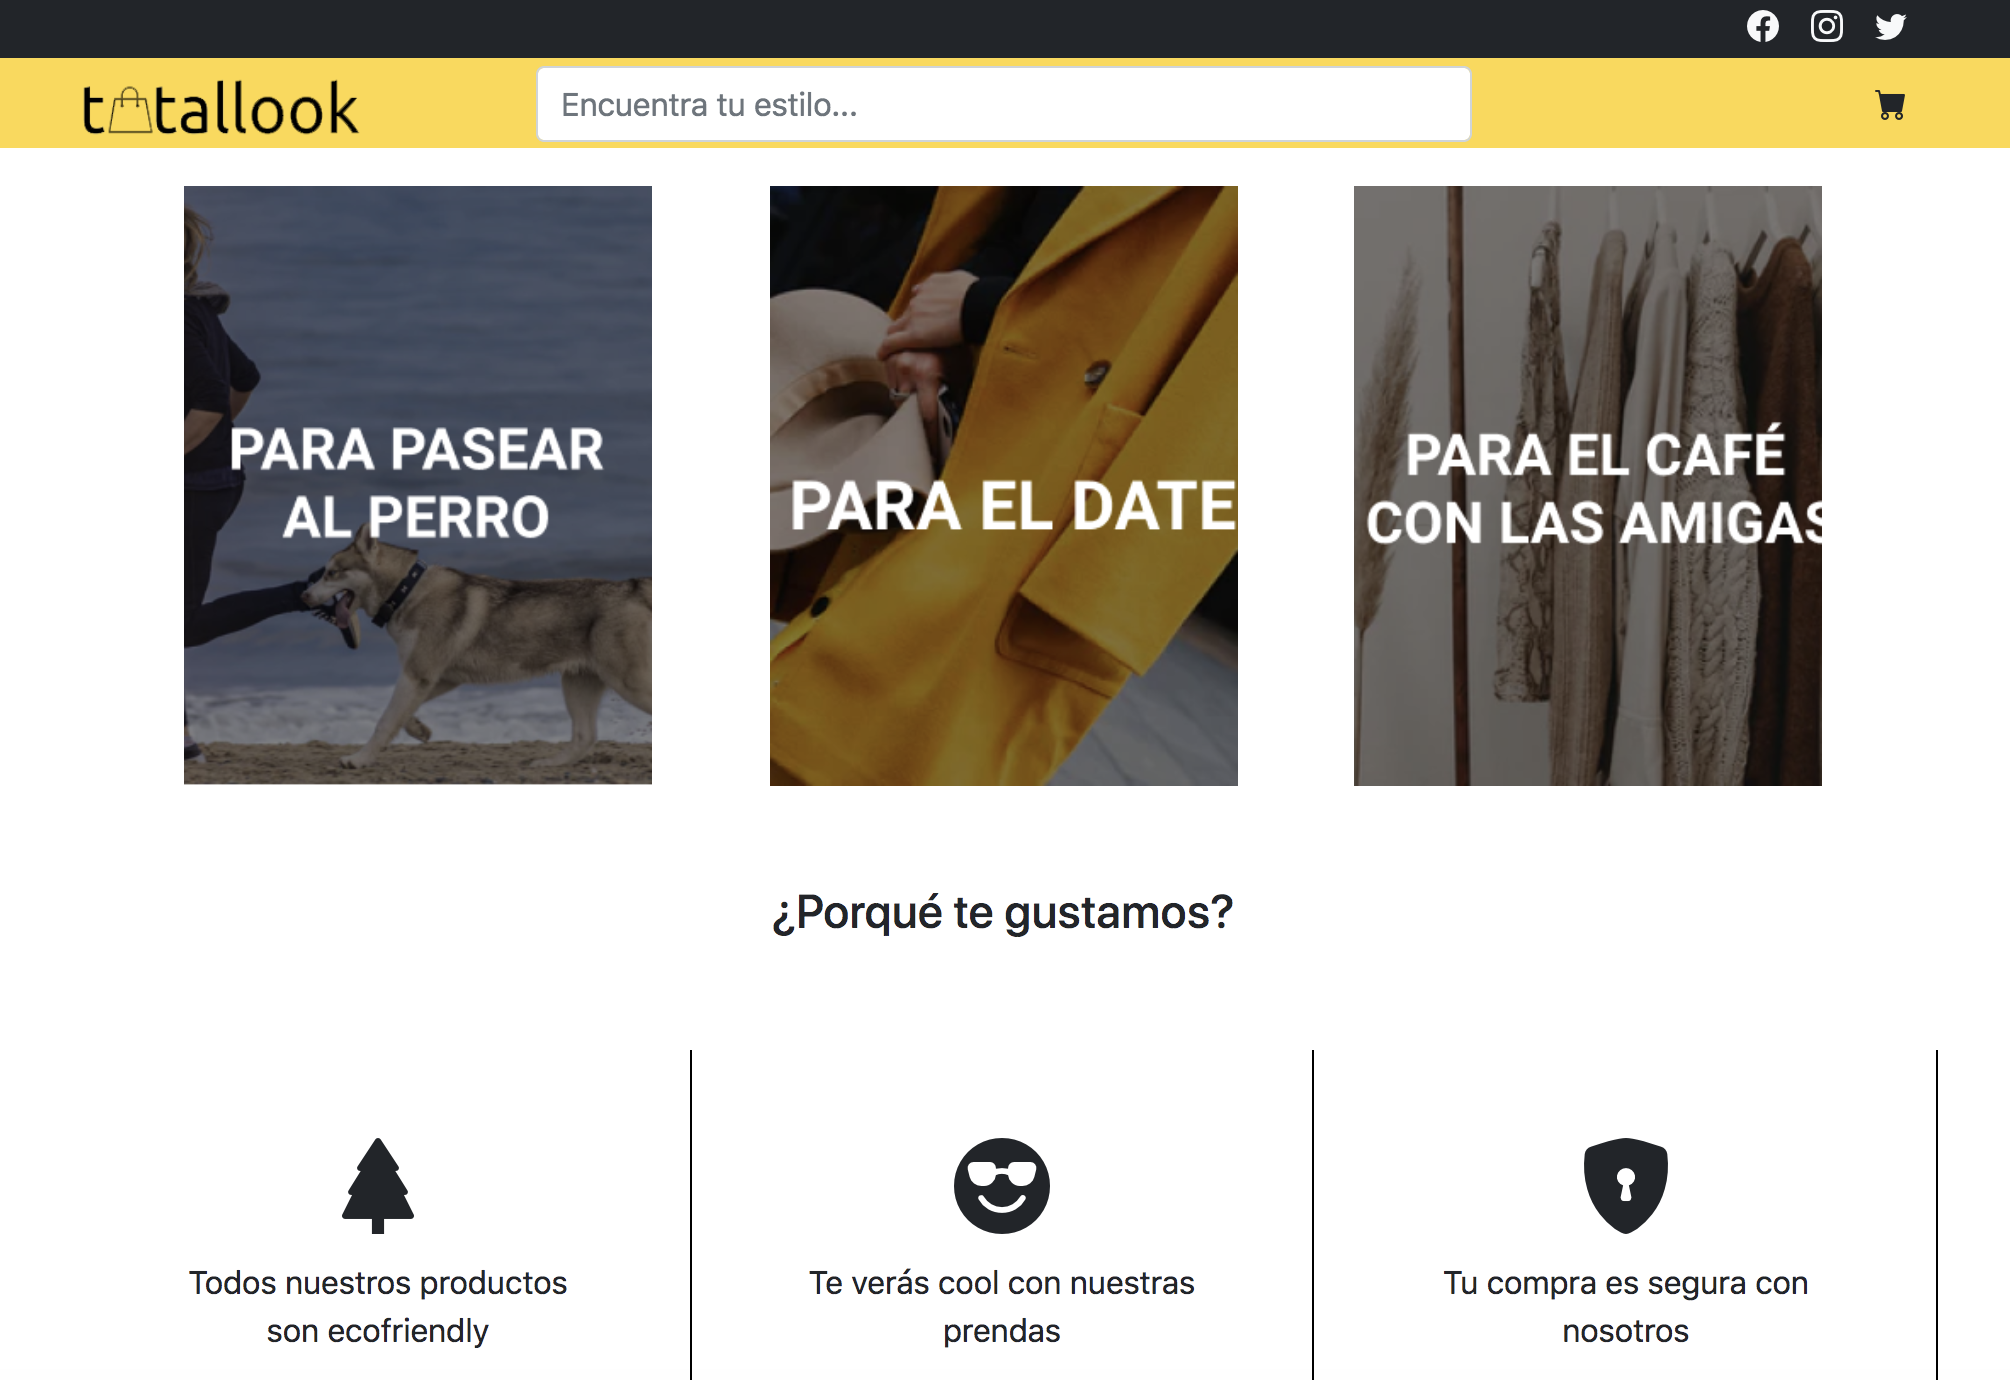 totallook
Encuentra tu estilo...
PARA PASEAR
AL PERRO
PARA EL DATE
PARA EL CAFÉ
CON LAS AMIGAS
¿Porqué te gustamos?
Todos nuestros productos
son ecofriendly
Te verás cool con nuestras
prendas
Tu compra es segura con
nosotros